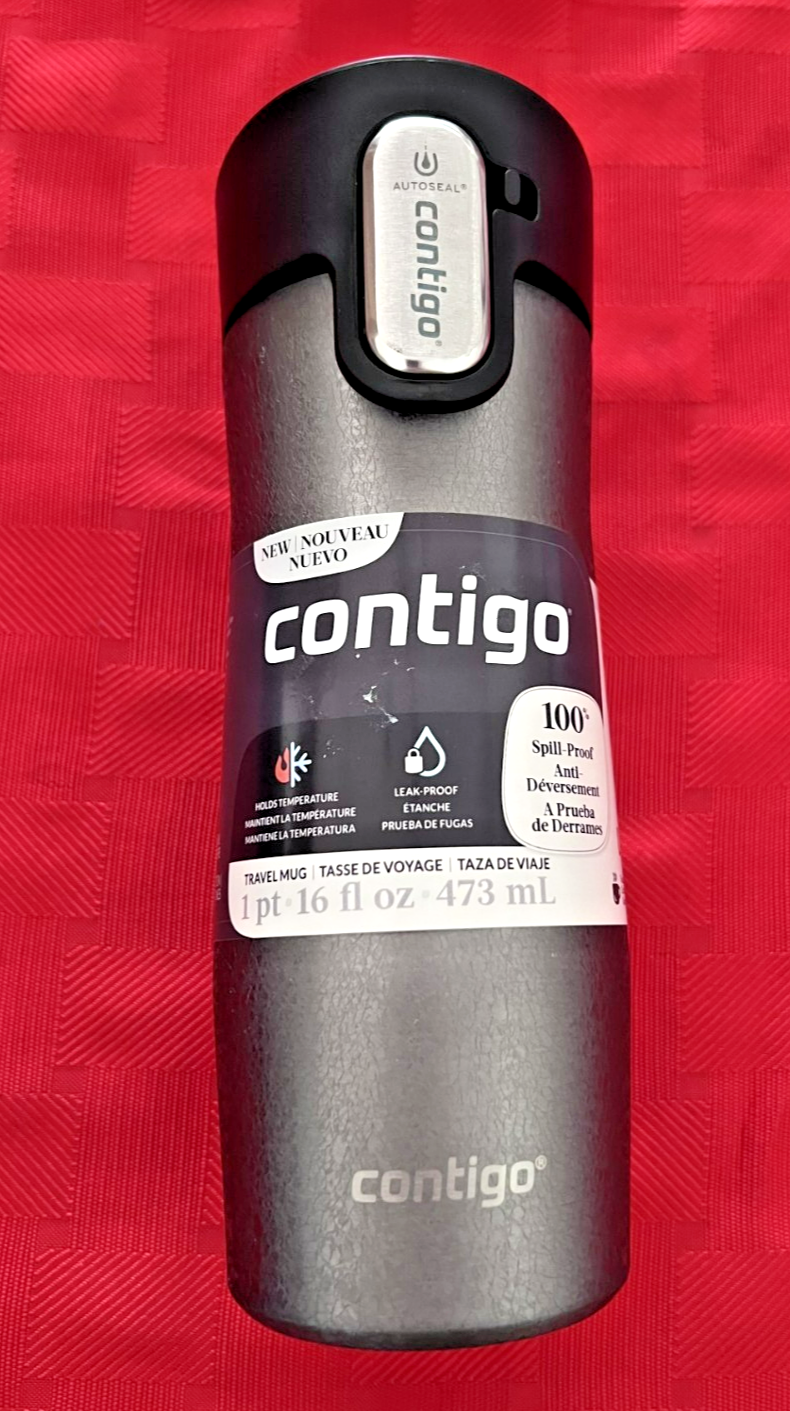 AUTOSEAL®
contigo®
NEW | NOUVEAU
NUEVO
contigo®
100%
Spill-Proof
Anti-
Déversement
A Prueba
de Derrames
HOLDS TEMPERATURE
MAINTIENT LA TEMPÉRATURE
MANTIENE LA TEMPERATURA
LEAK-PROOF
ÉTANCHE
PRUEBA DE FUGAS
TRAVEL MUG | TASSE DE VOYAGE | TAZA DE VIAJE
1 pt • 16 fl oz • 473 mL
contigo®